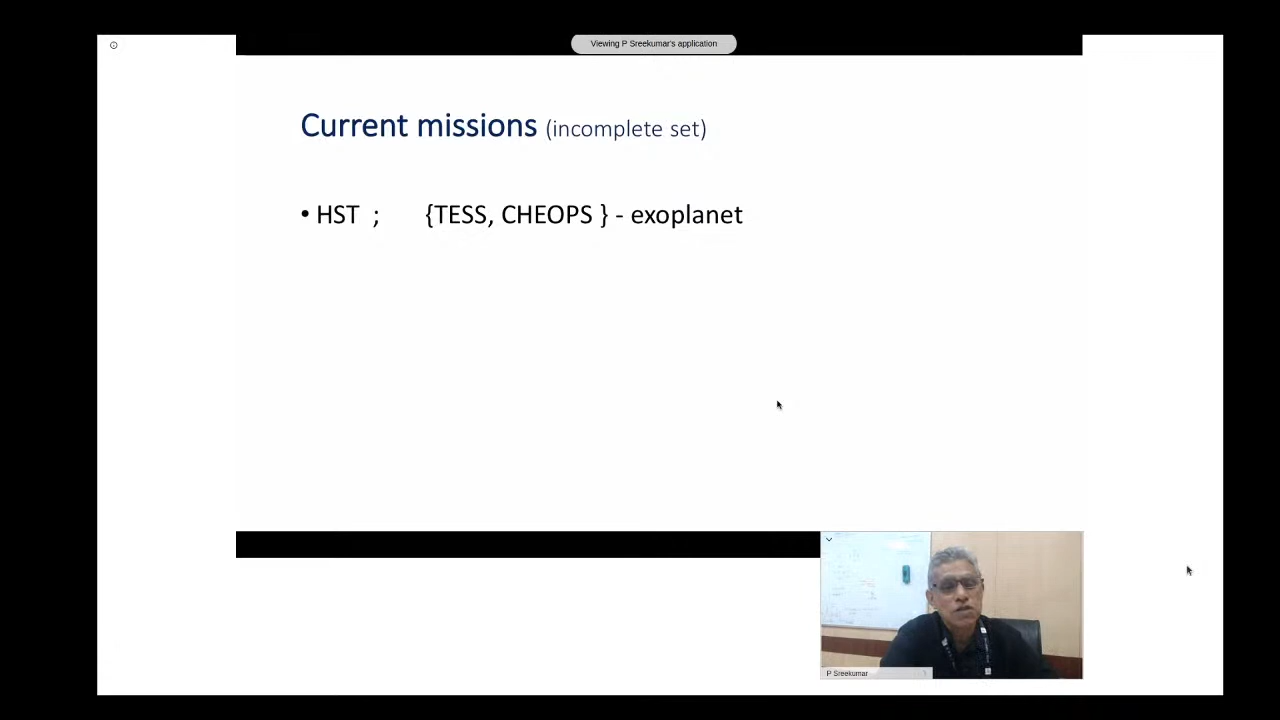 Viewing P Sreekumar's application
Current missions (incomplete set)
• HST ; {TESS, CHEOPS } - exoplanet
P Sreekumar